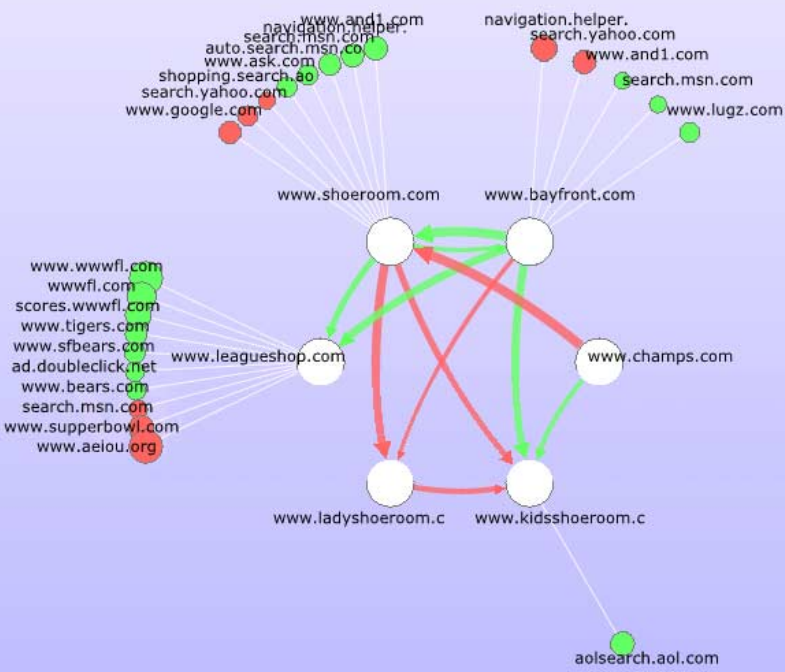 www.and1.com
navigation.helper.
search.msn.com
auto.search.msn.co
www.ask.com
shopping.search.ao
search.yahoo.com
www.google.com
navigation.helper.
search.yahoo.com
www.and1.com
search.msn.com
www.lugz.com
www.shoeroom.com
www.bayfront.com
www.wwwfl.com
wwwfl.com
scores.wwwfl.com
www.tigers.com
www.sfbears.com
ad.doubleclick.net
www.bears.com
search.msn.com
www.supperbowl.com
www.aeiou.org
www.leagueshop.com
www.champs.com
www.ladyshoeroom.c
www.kidsshoeroom.c
aolsearch.aol.com